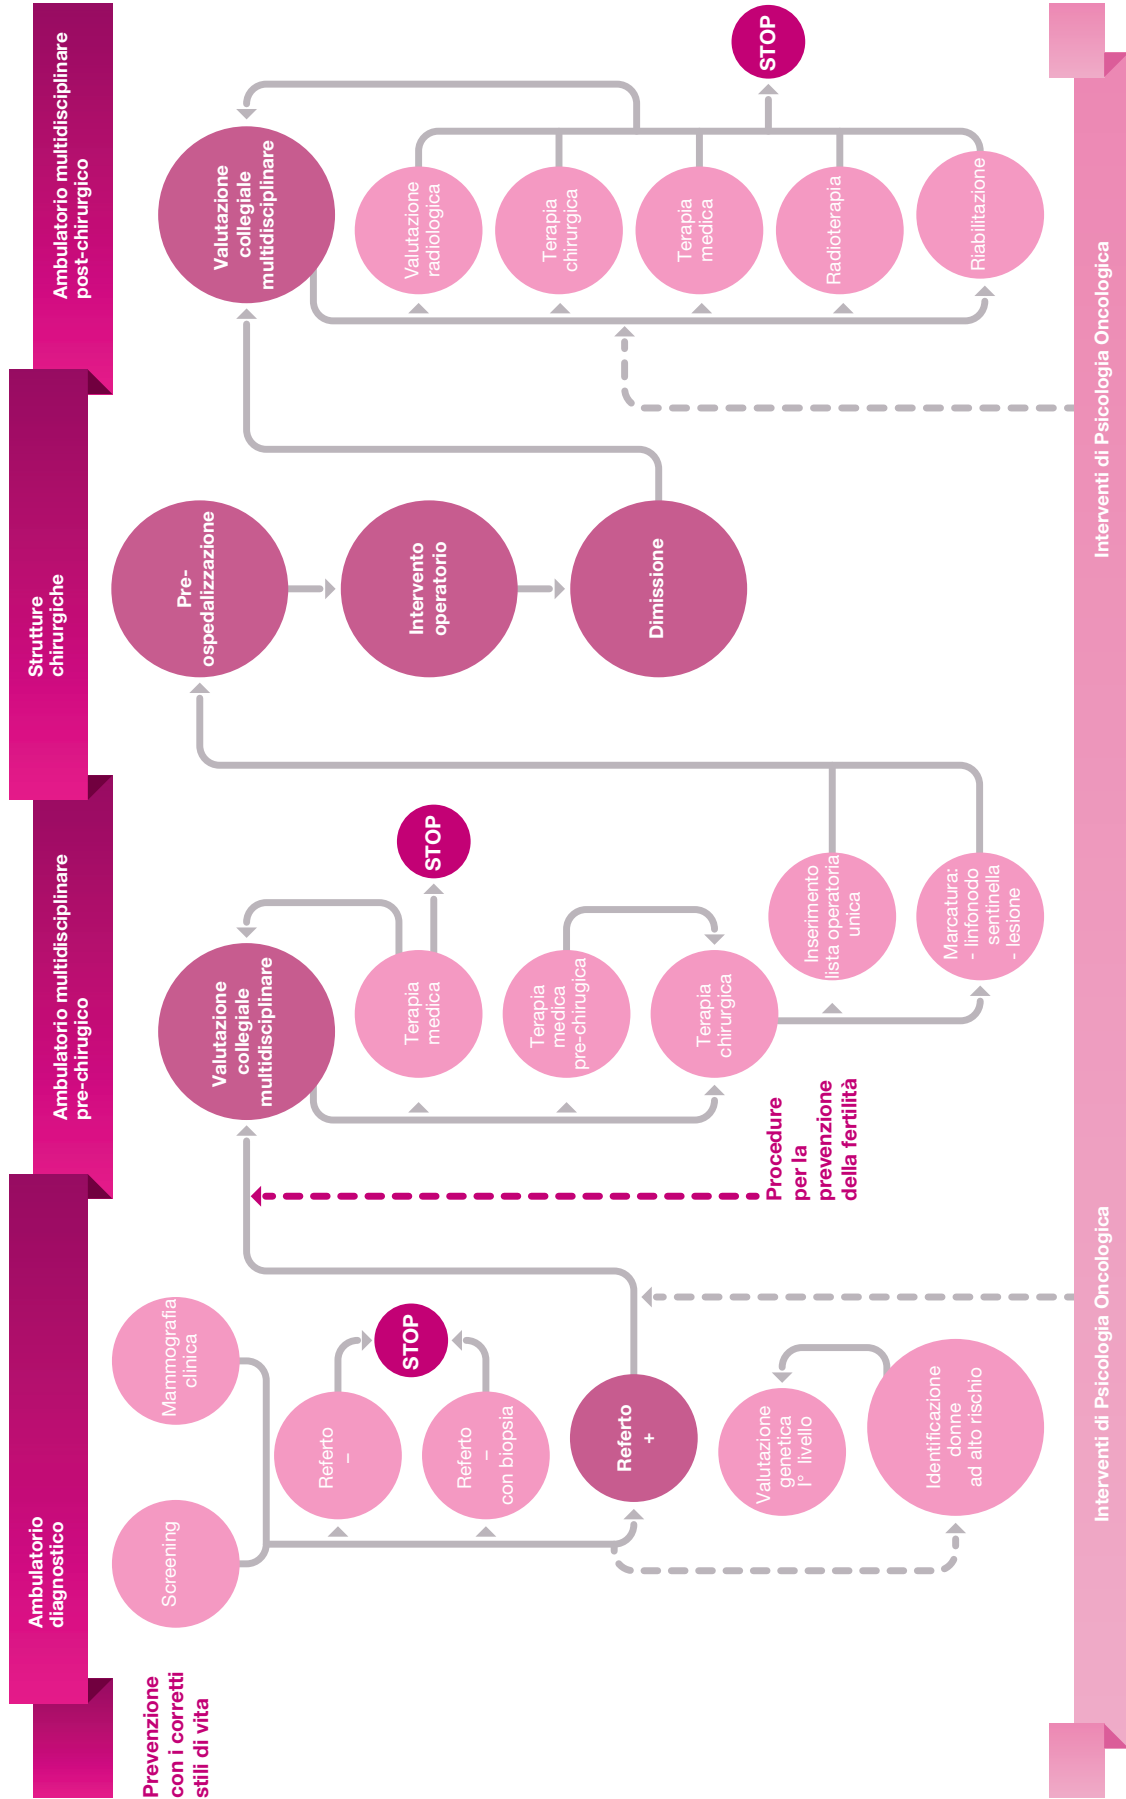 Prevenzione
con i corretti
stili di vita
Ambulatorio
diagnostico
Screening
Mammografia
clinica
Referto
–
Referto
–
con biopsia
STOP
Referto
+
Valutazione
genetica
I° livello
Identificazione
donne
ad alto rischio
Ambulatorio multidisciplinare
pre-chirugico
Valutazione
collegiale
multidisciplinare
Terapia
medica
STOP
Terapia
medica
pre-chirugica
Terapia
chirurgica
Procedure
per la
prevenzione
della fertilità
Inserimento
lista operatoria
unica
Marcatura:
- linfonodo
sentinella
- lesione
Strutture
chirurgiche
Pre-
ospedalizzazione
Intervento
operatorio
Dimissione
Ambulatorio multidisciplinare
post-chirurgico
Valutazione
collegiale
multidisciplinare
Valutazione
radiologica
Terapia
chirurgica
Terapia
medica
Radioterapia
Riabilitazione
STOP
Interventi di Psicologia Oncologica
Interventi di Psicologia Oncologica